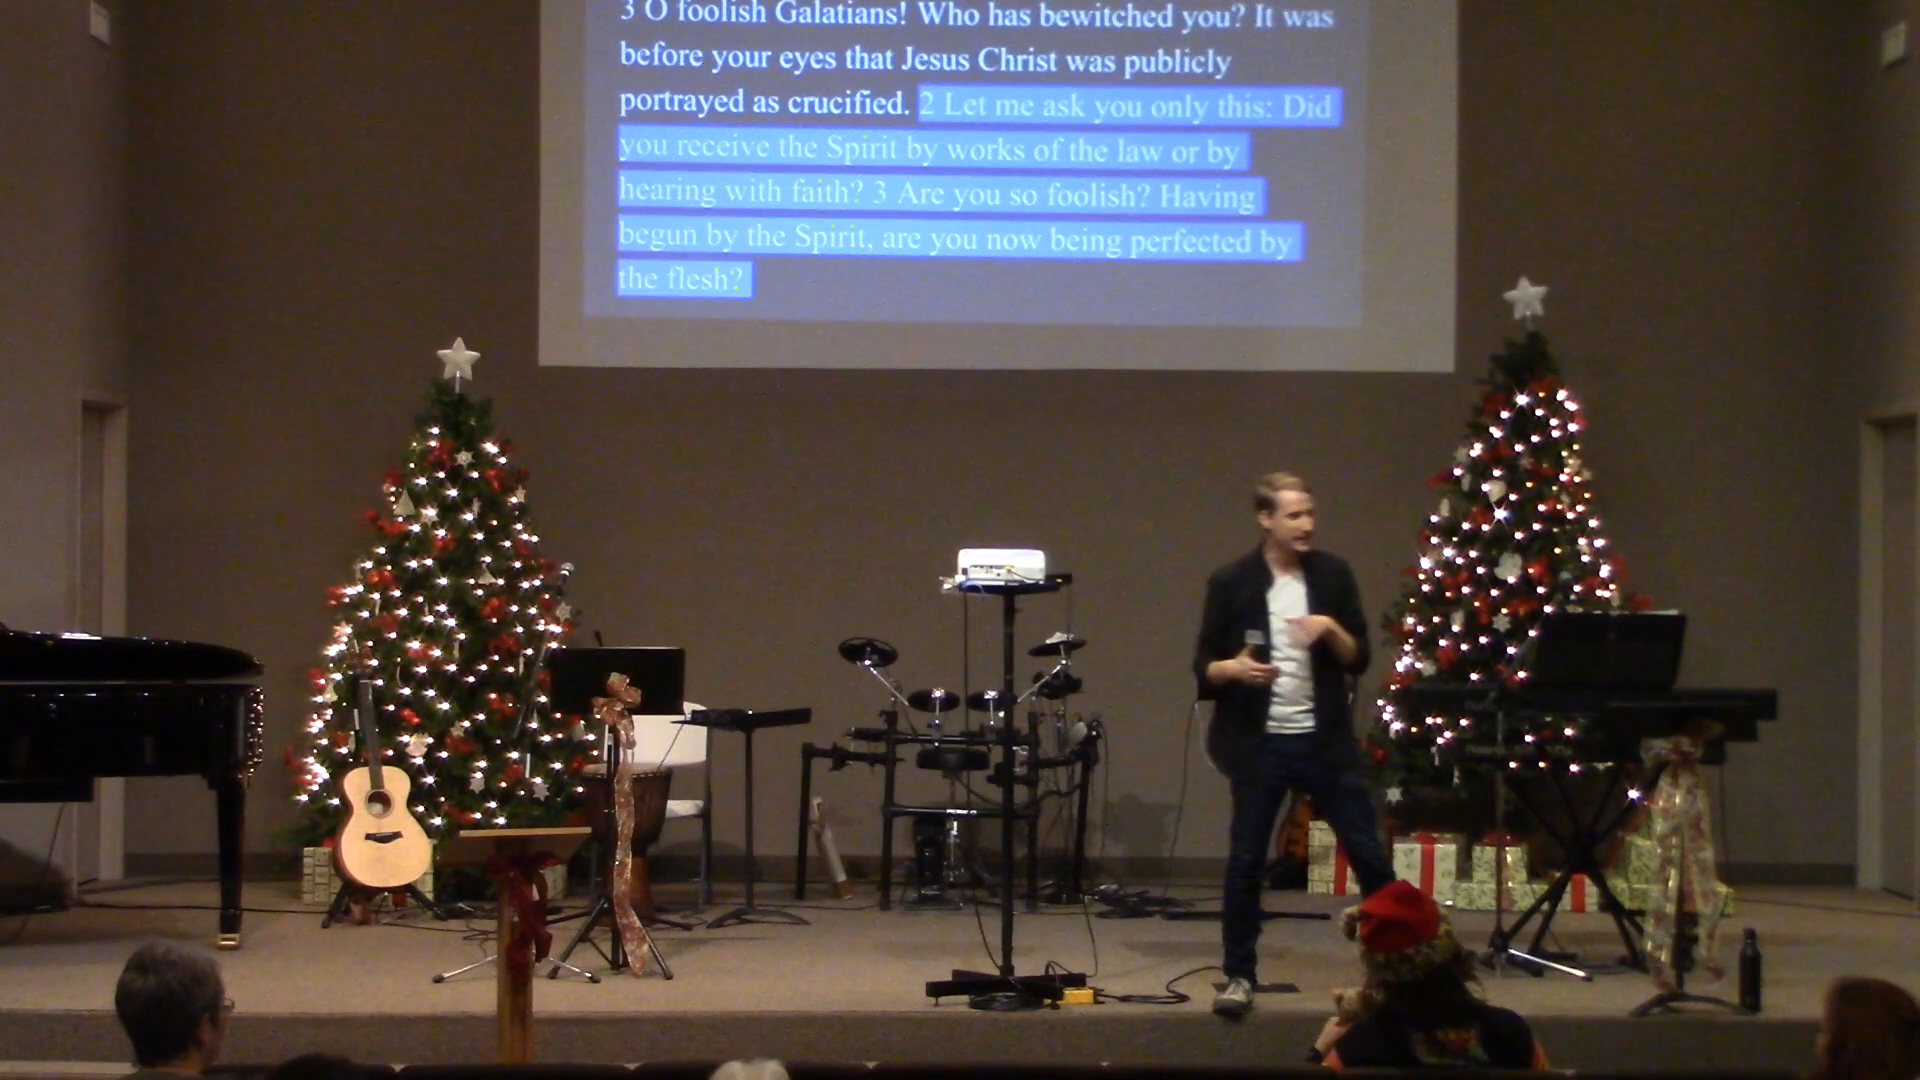 3 O foolish Galatians! Who has bewitched you? It was
before your eyes that Jesus Christ was publicly
portrayed as crucified. 2 Let me ask you only this: Did
you receive the Spirit by works of the law or by
hearing with faith? 3 Are you so foolish? Having
begun by the Spirit, are you now being perfected by
the flesh?